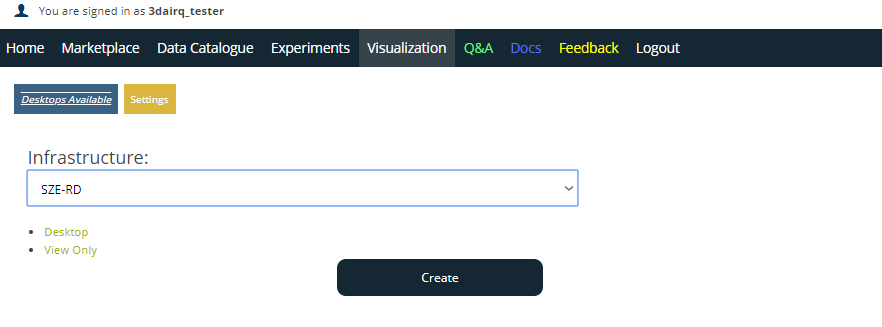 You are signed in as 3dairq_tester
Home Marketplace Data Catalogue Experiments Visualization Q&A Docs Feedback Logout
Desktops Available Settings
Infrastructure:
SZE-RD
Desktop
View Only
Create